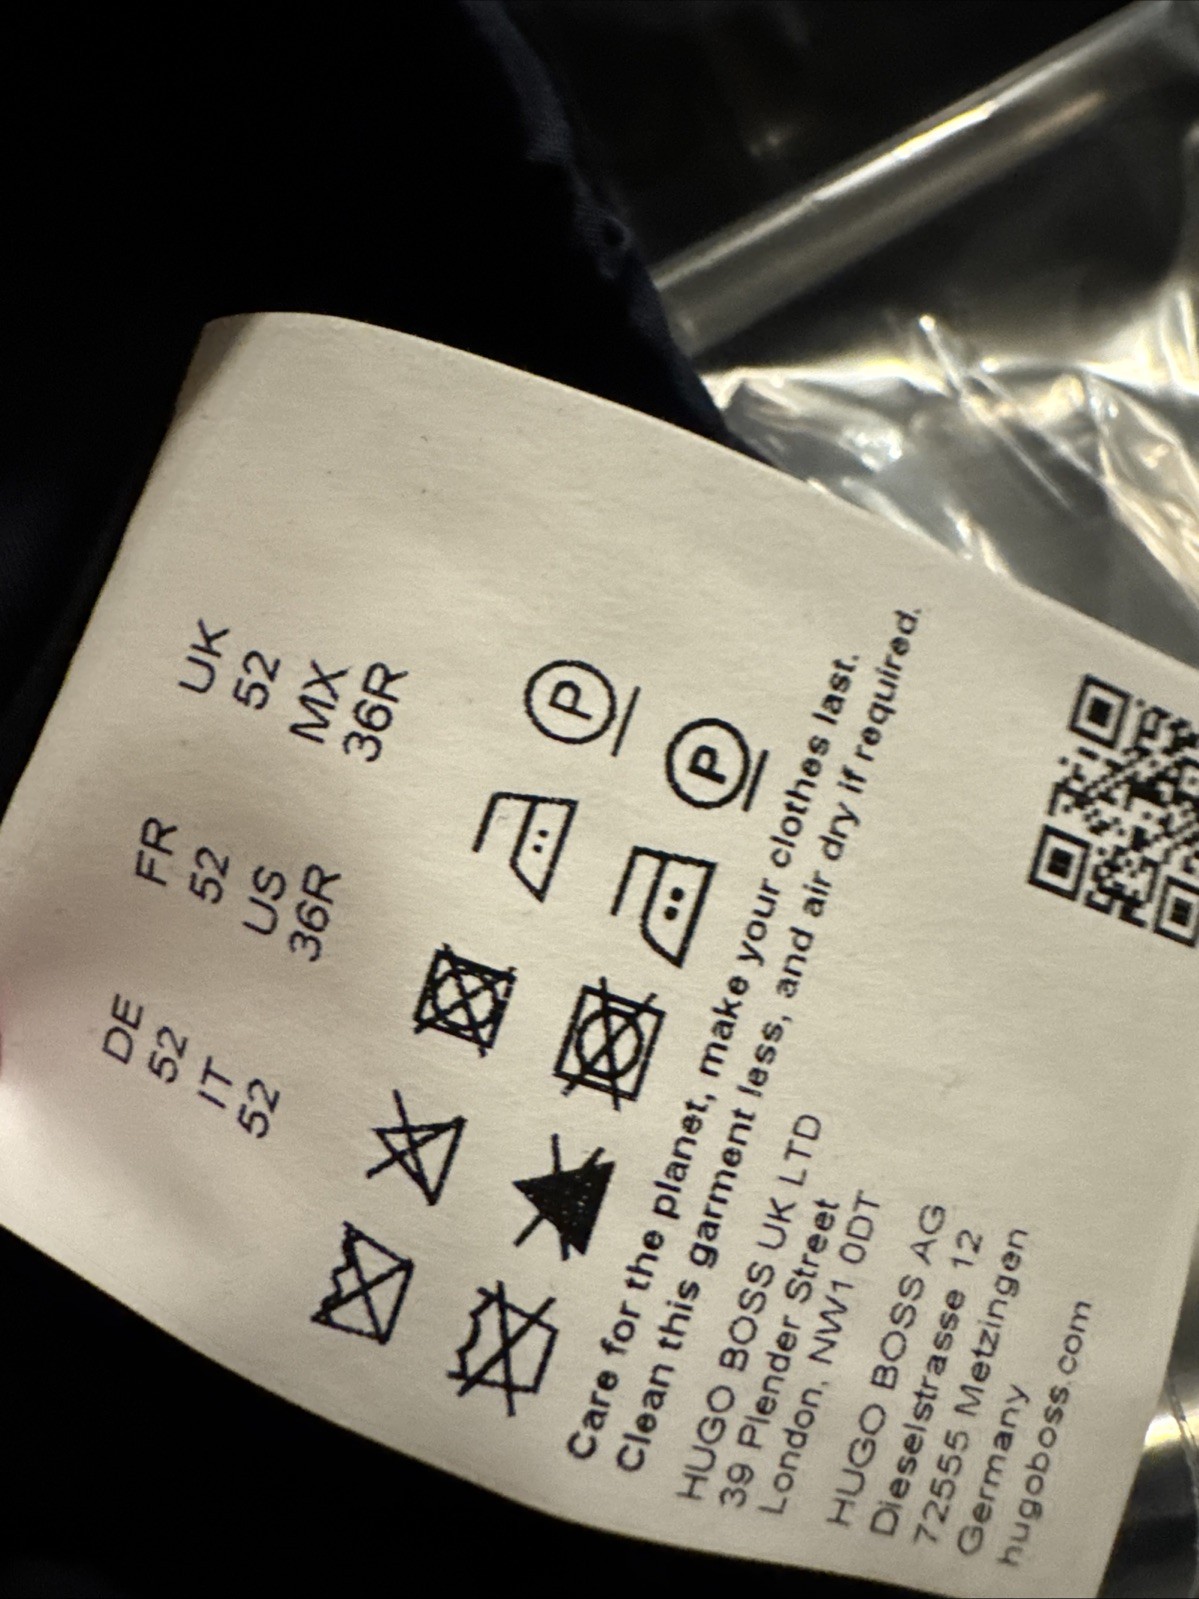 DE FR UK
52 52 52
IT US MX
52 36R 36R
P
P
Care for the planet, make your clothes last.
Clean this garment less, and air dry if required.
HUGO BOSS UK LTD
39 Plender Street
London, NW1 0DT
HUGO BOSS AG
Dieselstrasse 12
72555 Metzingen
Germany
hugoboss.com